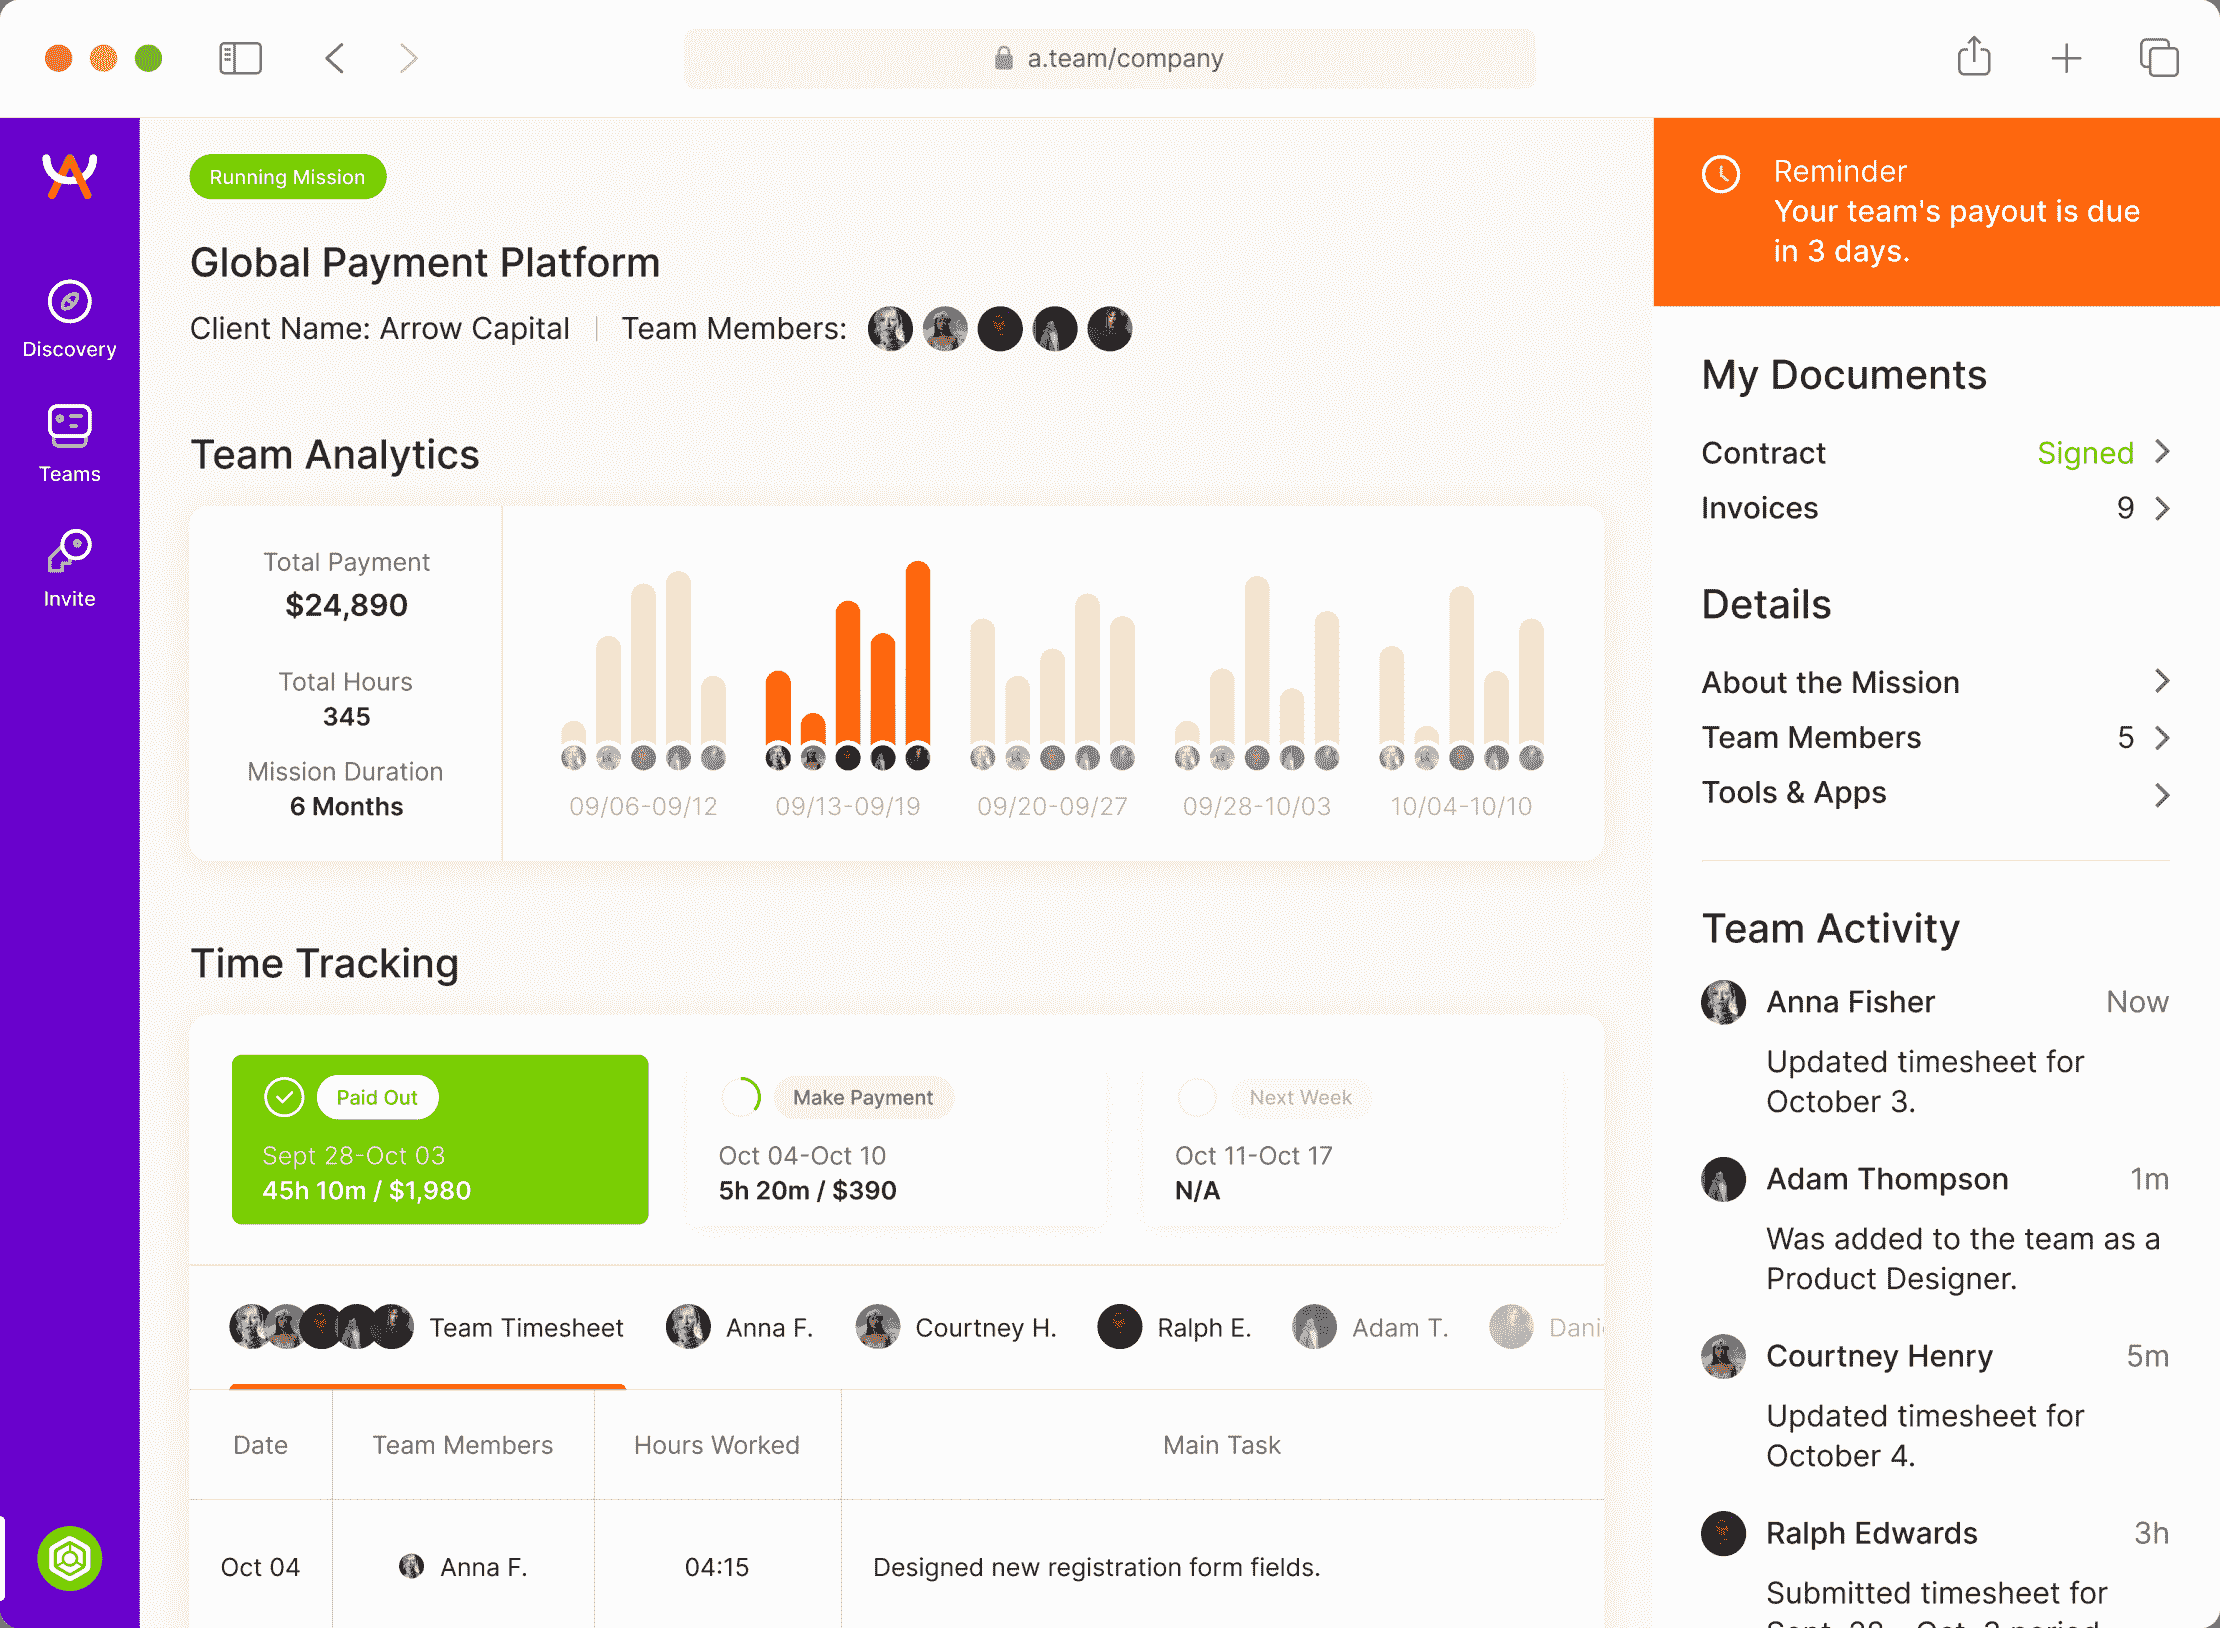 a.team/company
Discovery
Teams
Invite
Running Mission
Global Payment Platform
Client Name: Arrow Capital
Team Members:
Team Analytics
Total Payment
$24,890
Total Hours
345
Mission Duration
6 Months
09/06-09/12
09/13-09/19
09/20-09/27
09/28-10/03
10/04-10/10
Time Tracking
Paid Out
Sept 28-Oct 03
45h 10m / $1,980
Make Payment
Oct 04-Oct 10
5h 20m / $390
Next Week
Oct 11-Oct 17
N/A
Team Timesheet
Anna F.
Courtney H.
Ralph E.
Adam T.
Date
Team Members
Hours Worked
Main Task
Oct 04
Anna F.
04:15
Designed new registration form fields.
Reminder
Your team's payout is due
in 3 days.
My Documents
Contract
Signed
Invoices
9
Details
About the Mission
Team Members
5
Tools & Apps
Team Activity
Anna Fisher
Now
Updated timesheet for
October 3.
Adam Thompson
1m
Was added to the team as a
Product Designer.
Courtney Henry
5m
Updated timesheet for
October 4.
Ralph Edwards
3h
Submitted timesheet for